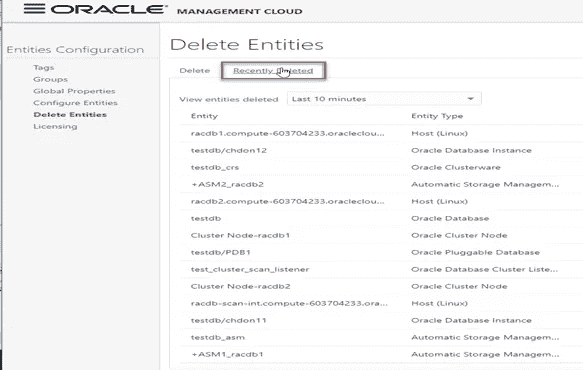 ORACLE MANAGEMENT CLOUD
Entities Configuration
Tags
Groups
Global Properties
Configure Entities
Delete Entities
Licensing
Delete Entities
Delete Recently Deleted
View entities deleted Last 10 minutes
Entity Entity Type
racdb1.compute-603704233.oracleclou... Host (Linux)
testdb/chdon12 Oracle Database Instance
testdb_crs Oracle Clusterware
+ASM2_racdb2 Automatic Storage Managem...
racdb2.compute-603704233.oracleclou... Host (Linux)
testdb Oracle Database
Cluster Node-racdb1 Oracle Cluster Node
testdb/PDB1 Oracle Pluggable Database
test_cluster_scan_listener Oracle Database Cluster Liste...
Cluster Node-racdb2 Oracle Cluster Node
racdb-scan-int.compute-603704233.ora... Host (Linux)
testdb/chdon11 Oracle Database Instance
testdb_asm Automatic Storage Managem...
+ASM1_racdb1 Automatic Storage Managem...